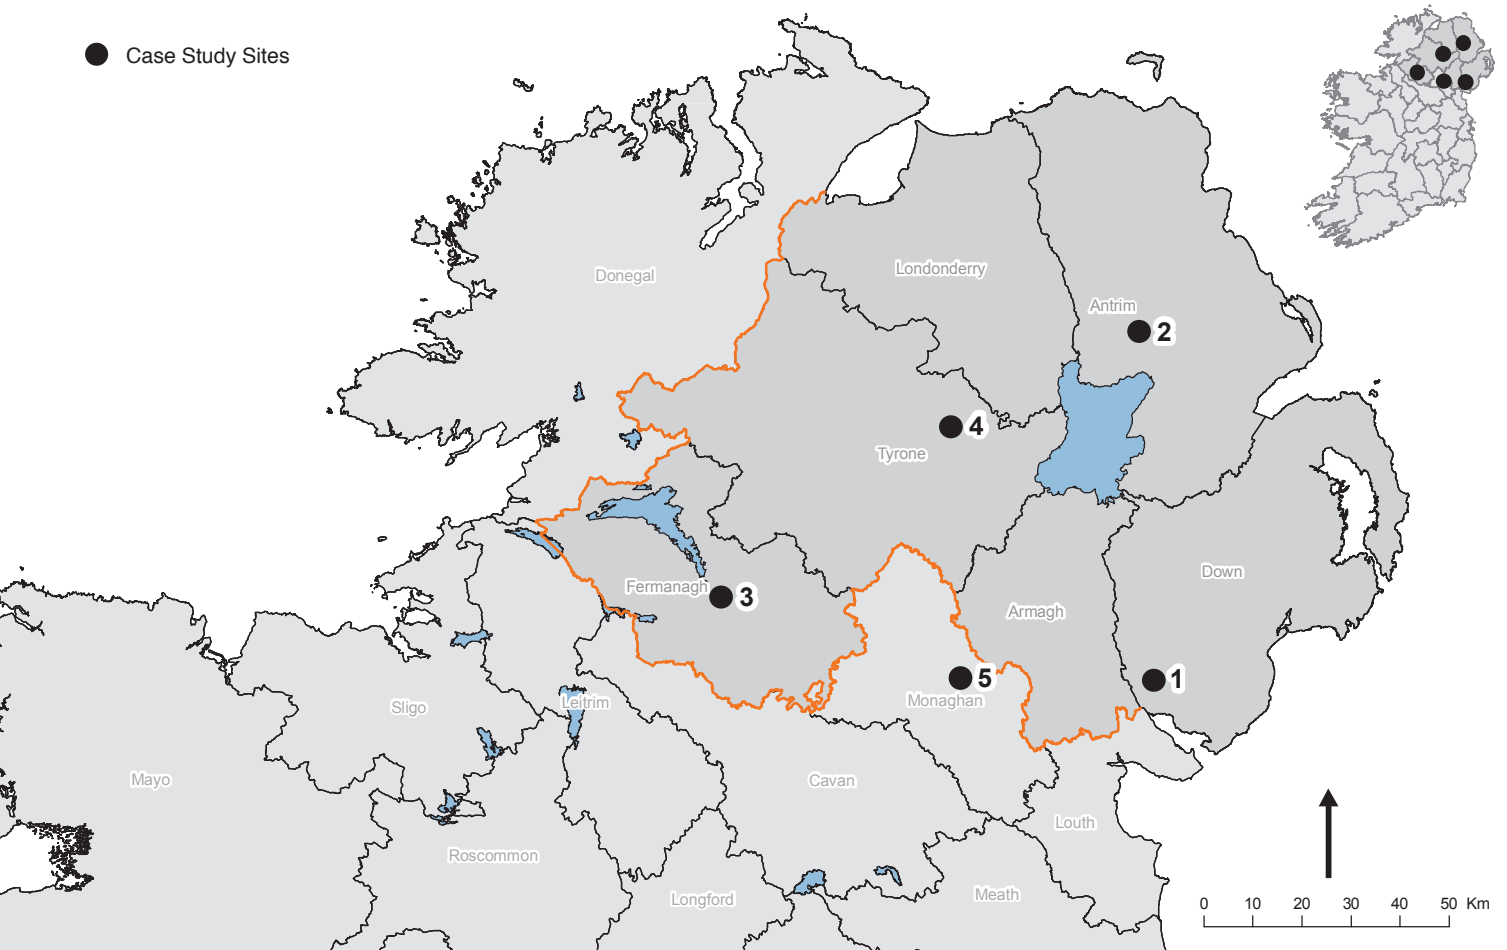 Case Study Sites
Donegal
Londonderry
Antrim
2
4
Tyrone
Fermanagh
3
Down
Armagh
5
1
Monaghan
Sligo
Leitrim
Mayo
Cavan
Louth
Roscommon
Longford
Meath
0 10 20 30 40 50 Km